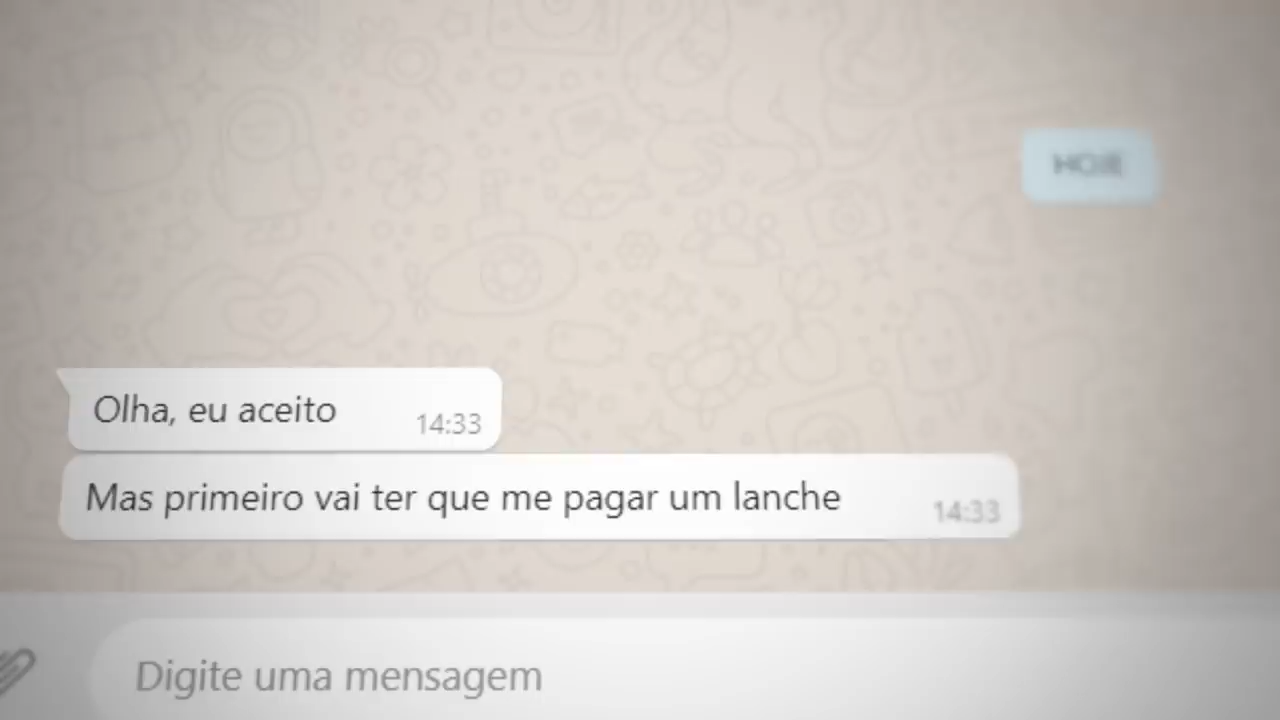 HOJE
Olha, eu aceito
14:33
Mas primeiro vai ter que me pagar um lanche
14:33
Digite uma mensagem